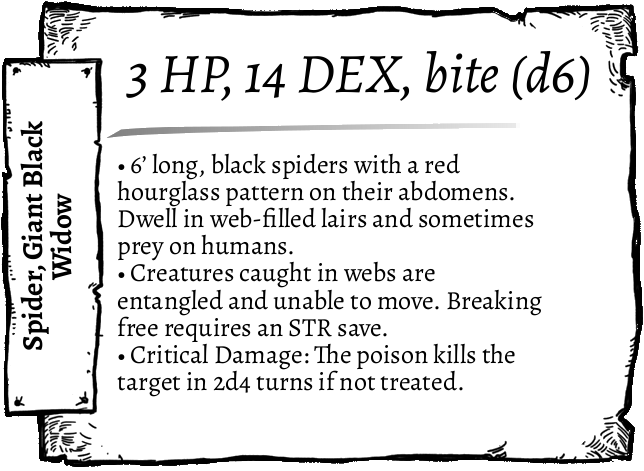 Spider, Giant Black
Widow
3 HP, 14 DEX, bite (d6)
• 6’ long, black spiders with a red
hourglass pattern on their abdomens.
Dwell in web-filled lairs and sometimes
prey on humans.
• Creatures caught in webs are
entangled and unable to move. Breaking
free requires an STR save.
• Critical Damage: The poison kills the
target in 2d4 turns if not treated.